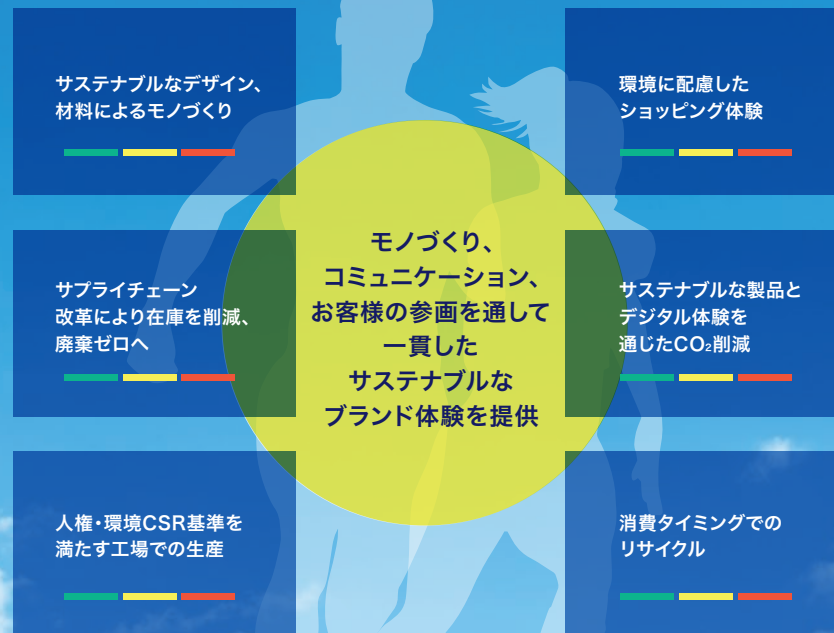 サステナブルなデザイン、
材料によるモノづくり
環境に配慮した
ショッピング体験
モノづくり、
コミュニケーション、
お客様の参画を通して
一貫した
サステナブルな
ブランド体験を提供
サプライチェーン
改革により在庫を削減、
廃棄ゼロへ
サステナブルな製品と
デジタル体験を
通じたCO₂削減
人権・環境CSR基準を
満たす工場での生産
消費タイミングでの
リサイクル